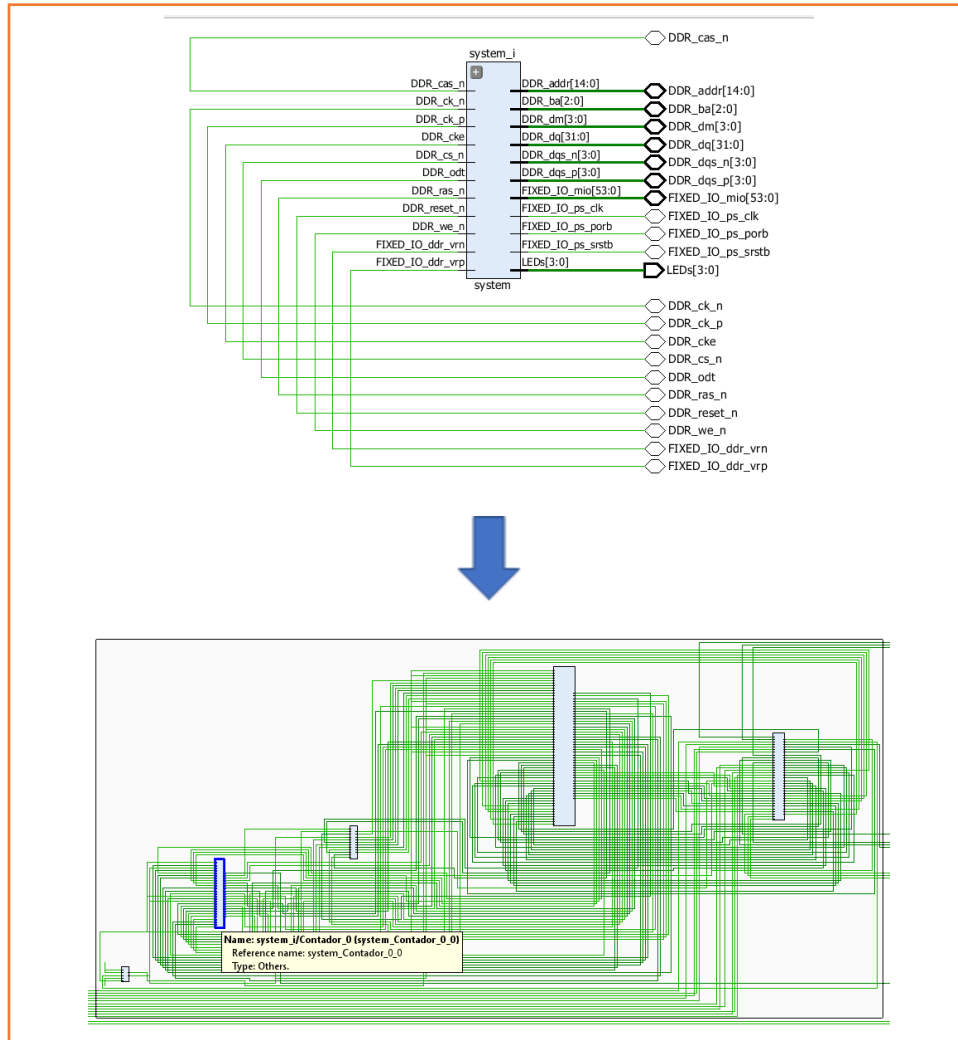 DDR_cas_n
system_i
DDR_cas_n
DDR_ck_n
DDR_ck_p
DDR_cke
DDR_cs_n
DDR_odt
DDR_ras_n
DDR_reset_n
DDR_we_n
FIXED_IO_ddr_vrn
FIXED_IO_ddr_vrp
DDR_addr[14:0]
DDR_ba[2:0]
DDR_dm[3:0]
DDR_dq[31:0]
DDR_dqs_n[3:0]
DDR_dqs_p[3:0]
FIXED_IO_mio[53:0]
FIXED_IO_ps_clk
FIXED_IO_ps_porb
FIXED_IO_ps_srstb
LEDs[3:0]
system
DDR_addr[14:0]
DDR_ba[2:0]
DDR_dm[3:0]
DDR_dq[31:0]
DDR_dqs_n[3:0]
DDR_dqs_p[3:0]
FIXED_IO_mio[53:0]
FIXED_IO_ps_clk
FIXED_IO_ps_porb
FIXED_IO_ps_srstb
LEDs[3:0]
DDR_ck_n
DDR_ck_p
DDR_cke
DDR_cs_n
DDR_odt
DDR_ras_n
DDR_reset_n
DDR_we_n
FIXED_IO_ddr_vrn
FIXED_IO_ddr_vrp
Name: system_i/Contador_0 (system_Contador_0_0)
Reference name: system_Contador_0_0
Type: Others.